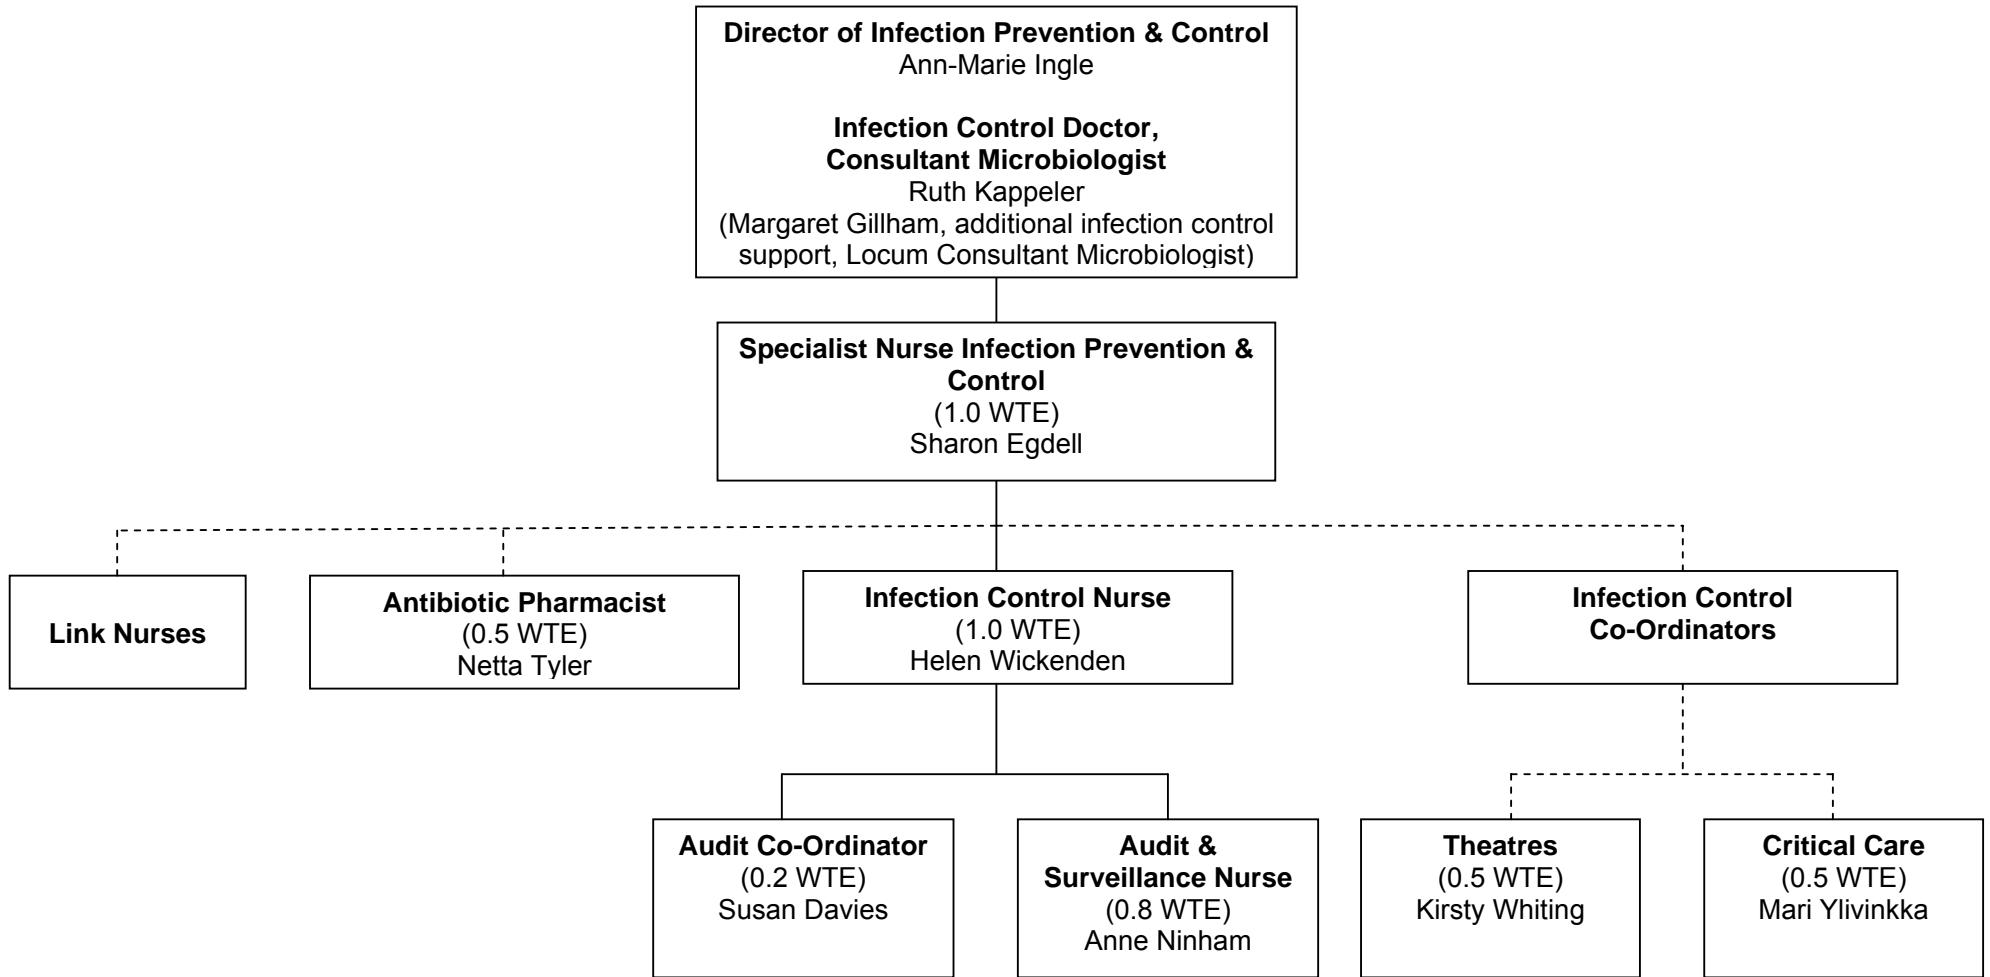 Director of Infection Prevention & Control
Ann-Marie Ingle
Infection Control Doctor,
Consultant Microbiologist
Ruth Kappeler
(Margaret Gillham, additional infection control
support, Locum Consultant Microbiologist)
Specialist Nurse Infection Prevention &
Control
(1.0 WTE)
Sharon Egdell
Link Nurses
Antibiotic Pharmacist
(0.5 WTE)
Netta Tyler
Infection Control Nurse
(1.0 WTE)
Helen Wickenden
Infection Control
Co-Ordinators
Audit Co-Ordinator
(0.2 WTE)
Susan Davies
Audit &
Surveillance Nurse
(0.8 WTE)
Anne Ninham
Theatres
(0.5 WTE)
Kirsty Whiting
Critical Care
(0.5 WTE)
Mari Ylivinkka